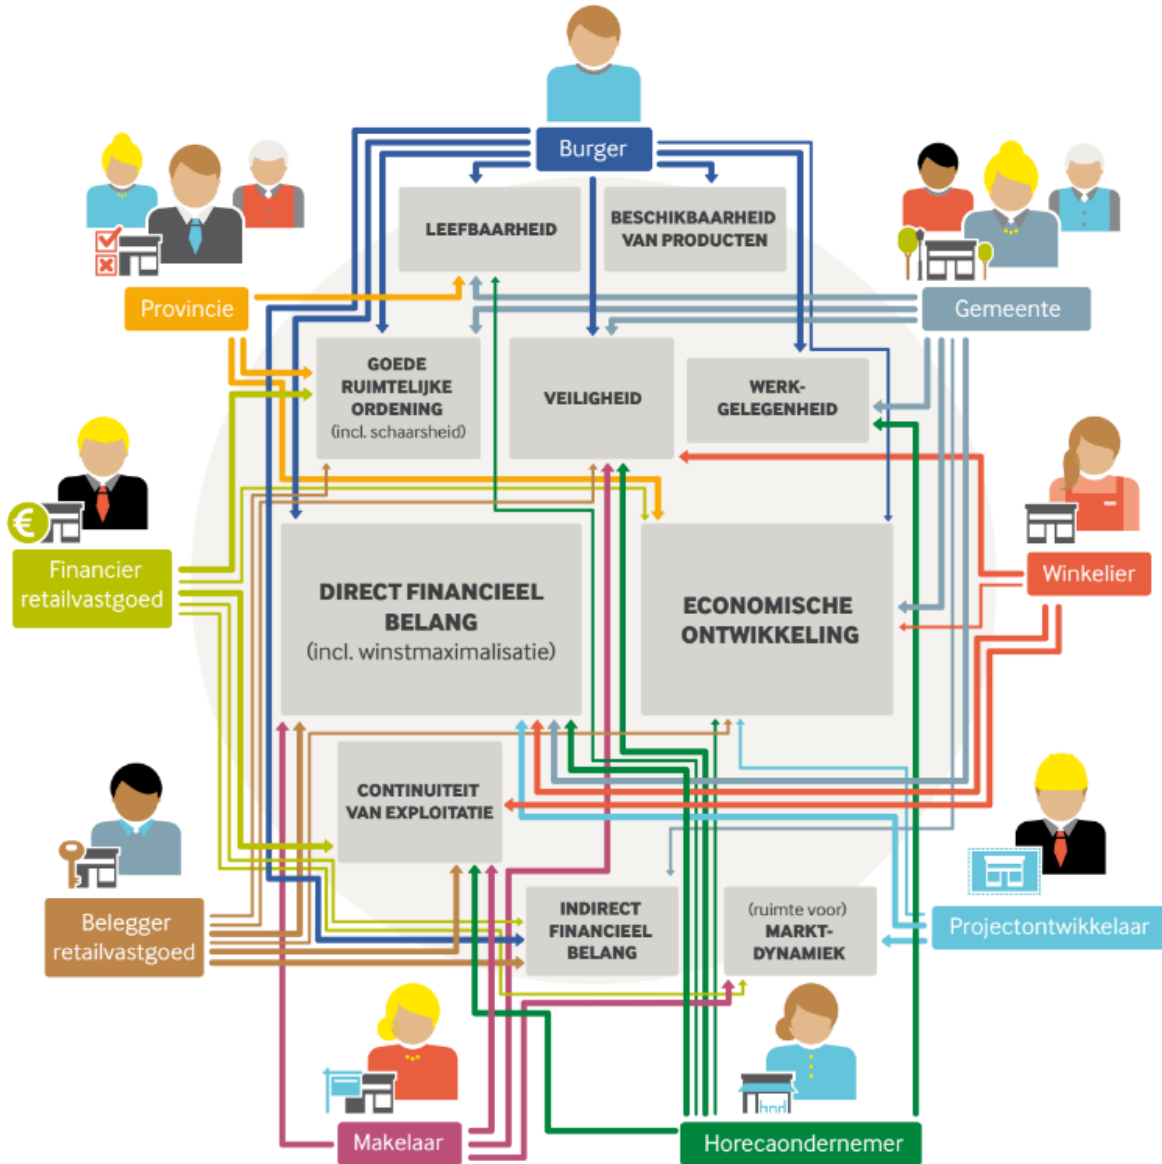 Burger
LEEFBAARHEID
BESCHIKBAARHEID
VAN PRODUCTEN
Provincie
Gemeente
GOEDE
RUIMTELIJKE
ORDENING
(incl. schaarsheid)
VEILIGHEID
WERK-
GELEGENHEID
€
Financier
retailvastgoed
Winkelier
DIRECT FINANCIEEL
BELANG
(incl. winstmaximalisatie)
ECONOMISCHE
ONTWIKKELING
CONTINUITEIT
VAN EXPLOITATIE
Belegger
retailvastgoed
INDIRECT
FINANCIEEL
BELANG
(ruimte voor)
MARKT-
DYNAMIEK
Projectontwikkelaar
Makelaar
Horecaondernemer